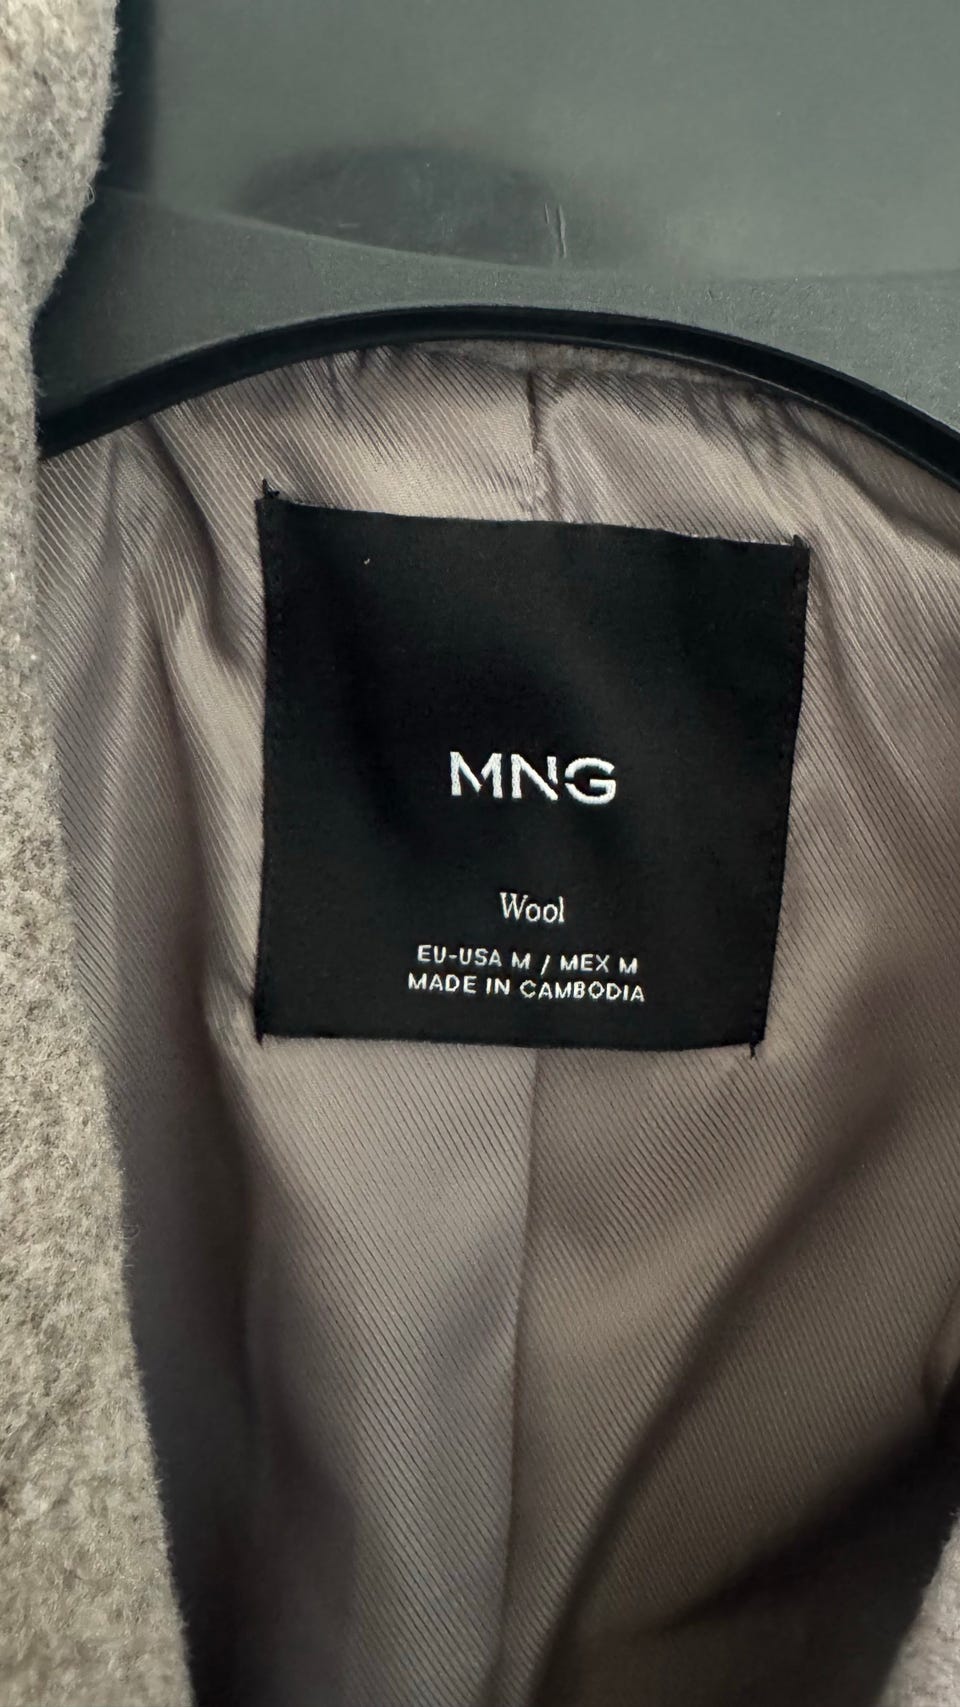 MNG
Wool
EU-USA M / MEX M
MADE IN CAMBODIA